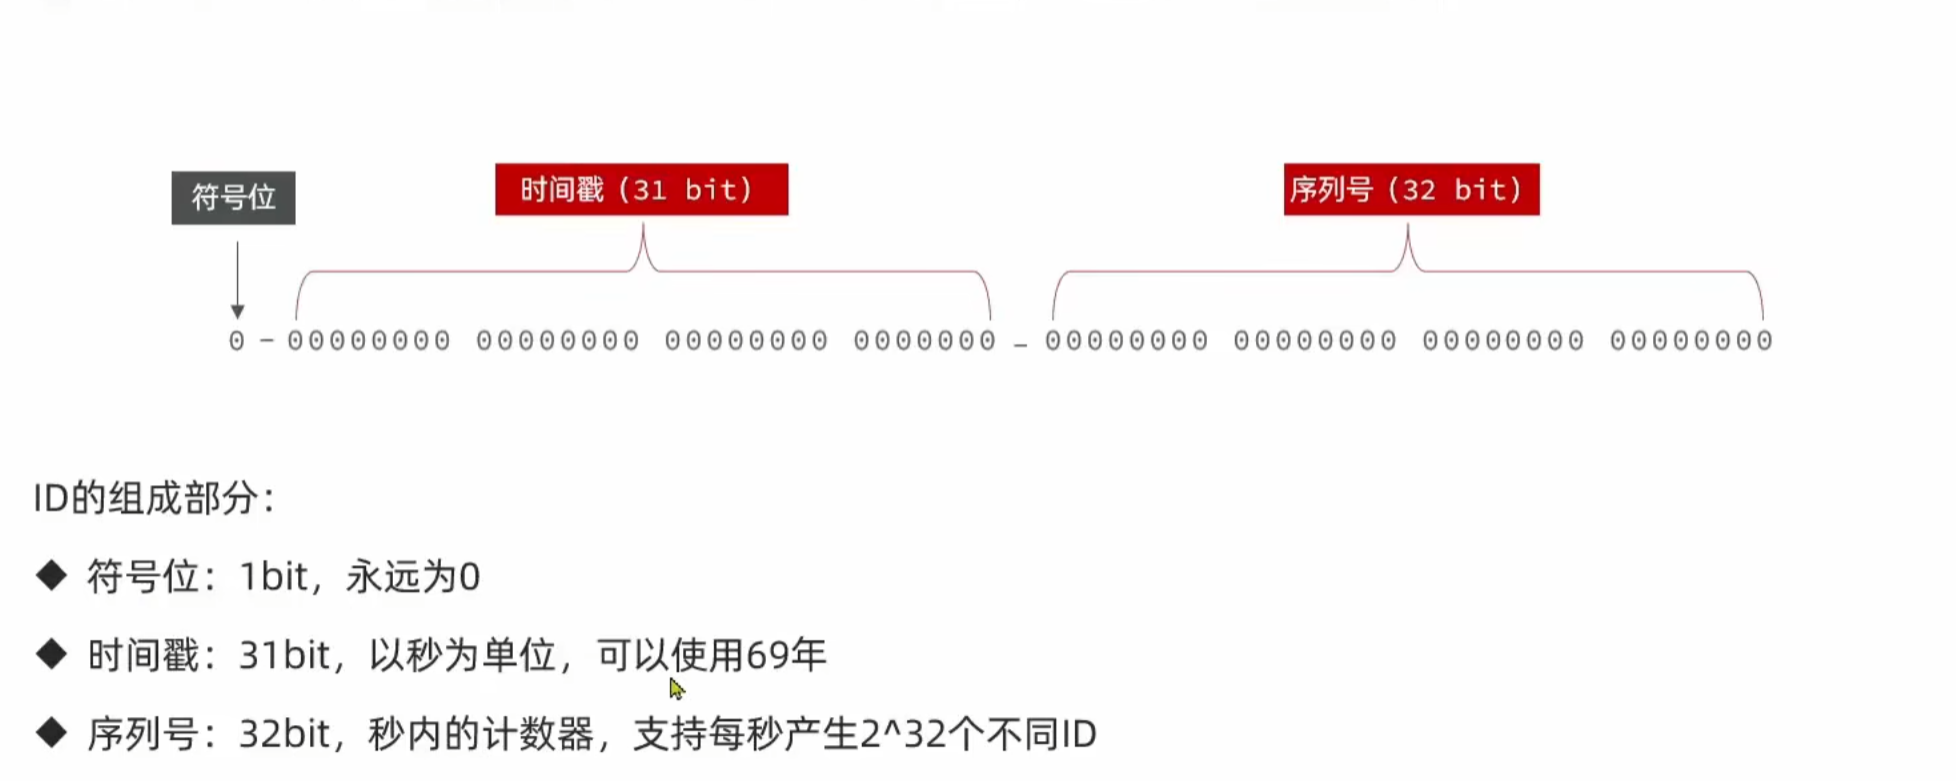 符号位
时间戳（31 bit）
序列号（32 bit）
0 - 00000000 00000000 00000000 0000000 - 00000000 00000000 00000000 00000000
ID的组成部分：
◆ 符号位：1bit，永远为0
◆ 时间戳：31bit，以秒为单位，可以使用69年
◆ 序列号：32bit，秒内的计数器，支持每秒产生2^32个不同ID